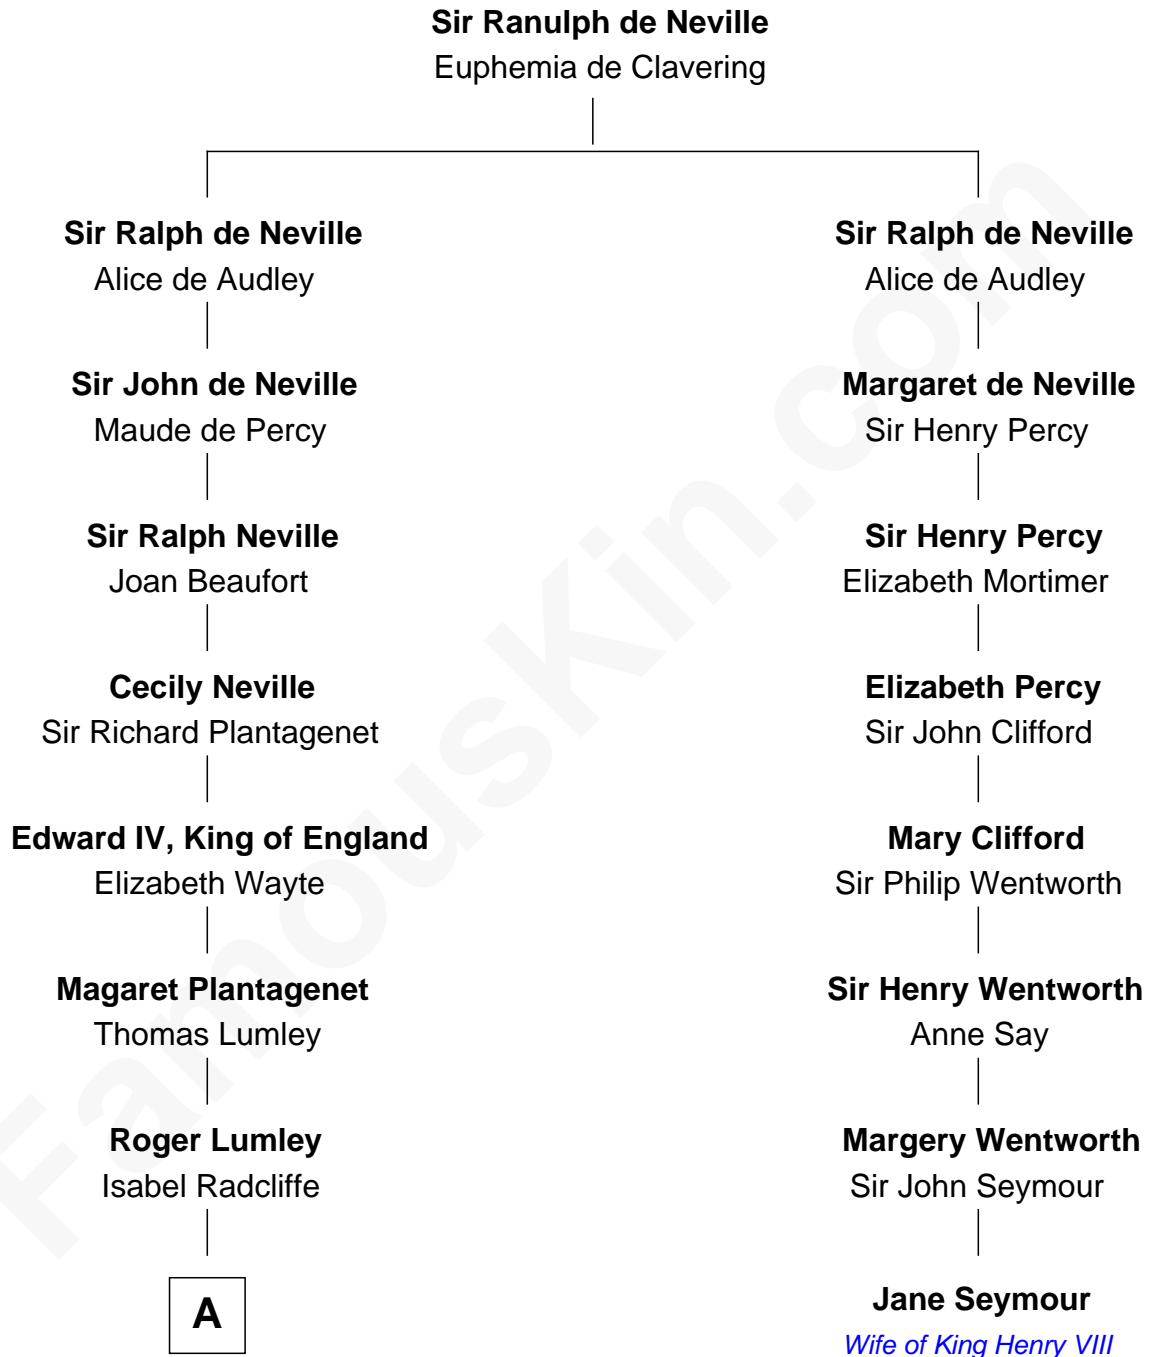 Sir Ranulph de Neville
Euphemia de Clavering
Sir Ralph de Neville
Alice de Audley
Sir John de Neville
Maude de Percy
Sir Ralph Neville
Joan Beaufort
Cecily Neville
Sir Richard Plantagenet
Edward IV, King of England
Elizabeth Wayte
Magaret Plantagenet
Thomas Lumley
Roger Lumley
Isabel Radcliffe
A
Sir Ralph de Neville
Alice de Audley
Margaret de Neville
Sir Henry Percy
Sir Henry Percy
Elizabeth Mortimer
Elizabeth Percy
Sir John Clifford
Mary Clifford
Sir Philip Wentworth
Sir Henry Wentworth
Anne Say
Margery Wentworth
Sir John Seymour
Jane Seymour
Wife of King Henry VIII
FamousKin.com